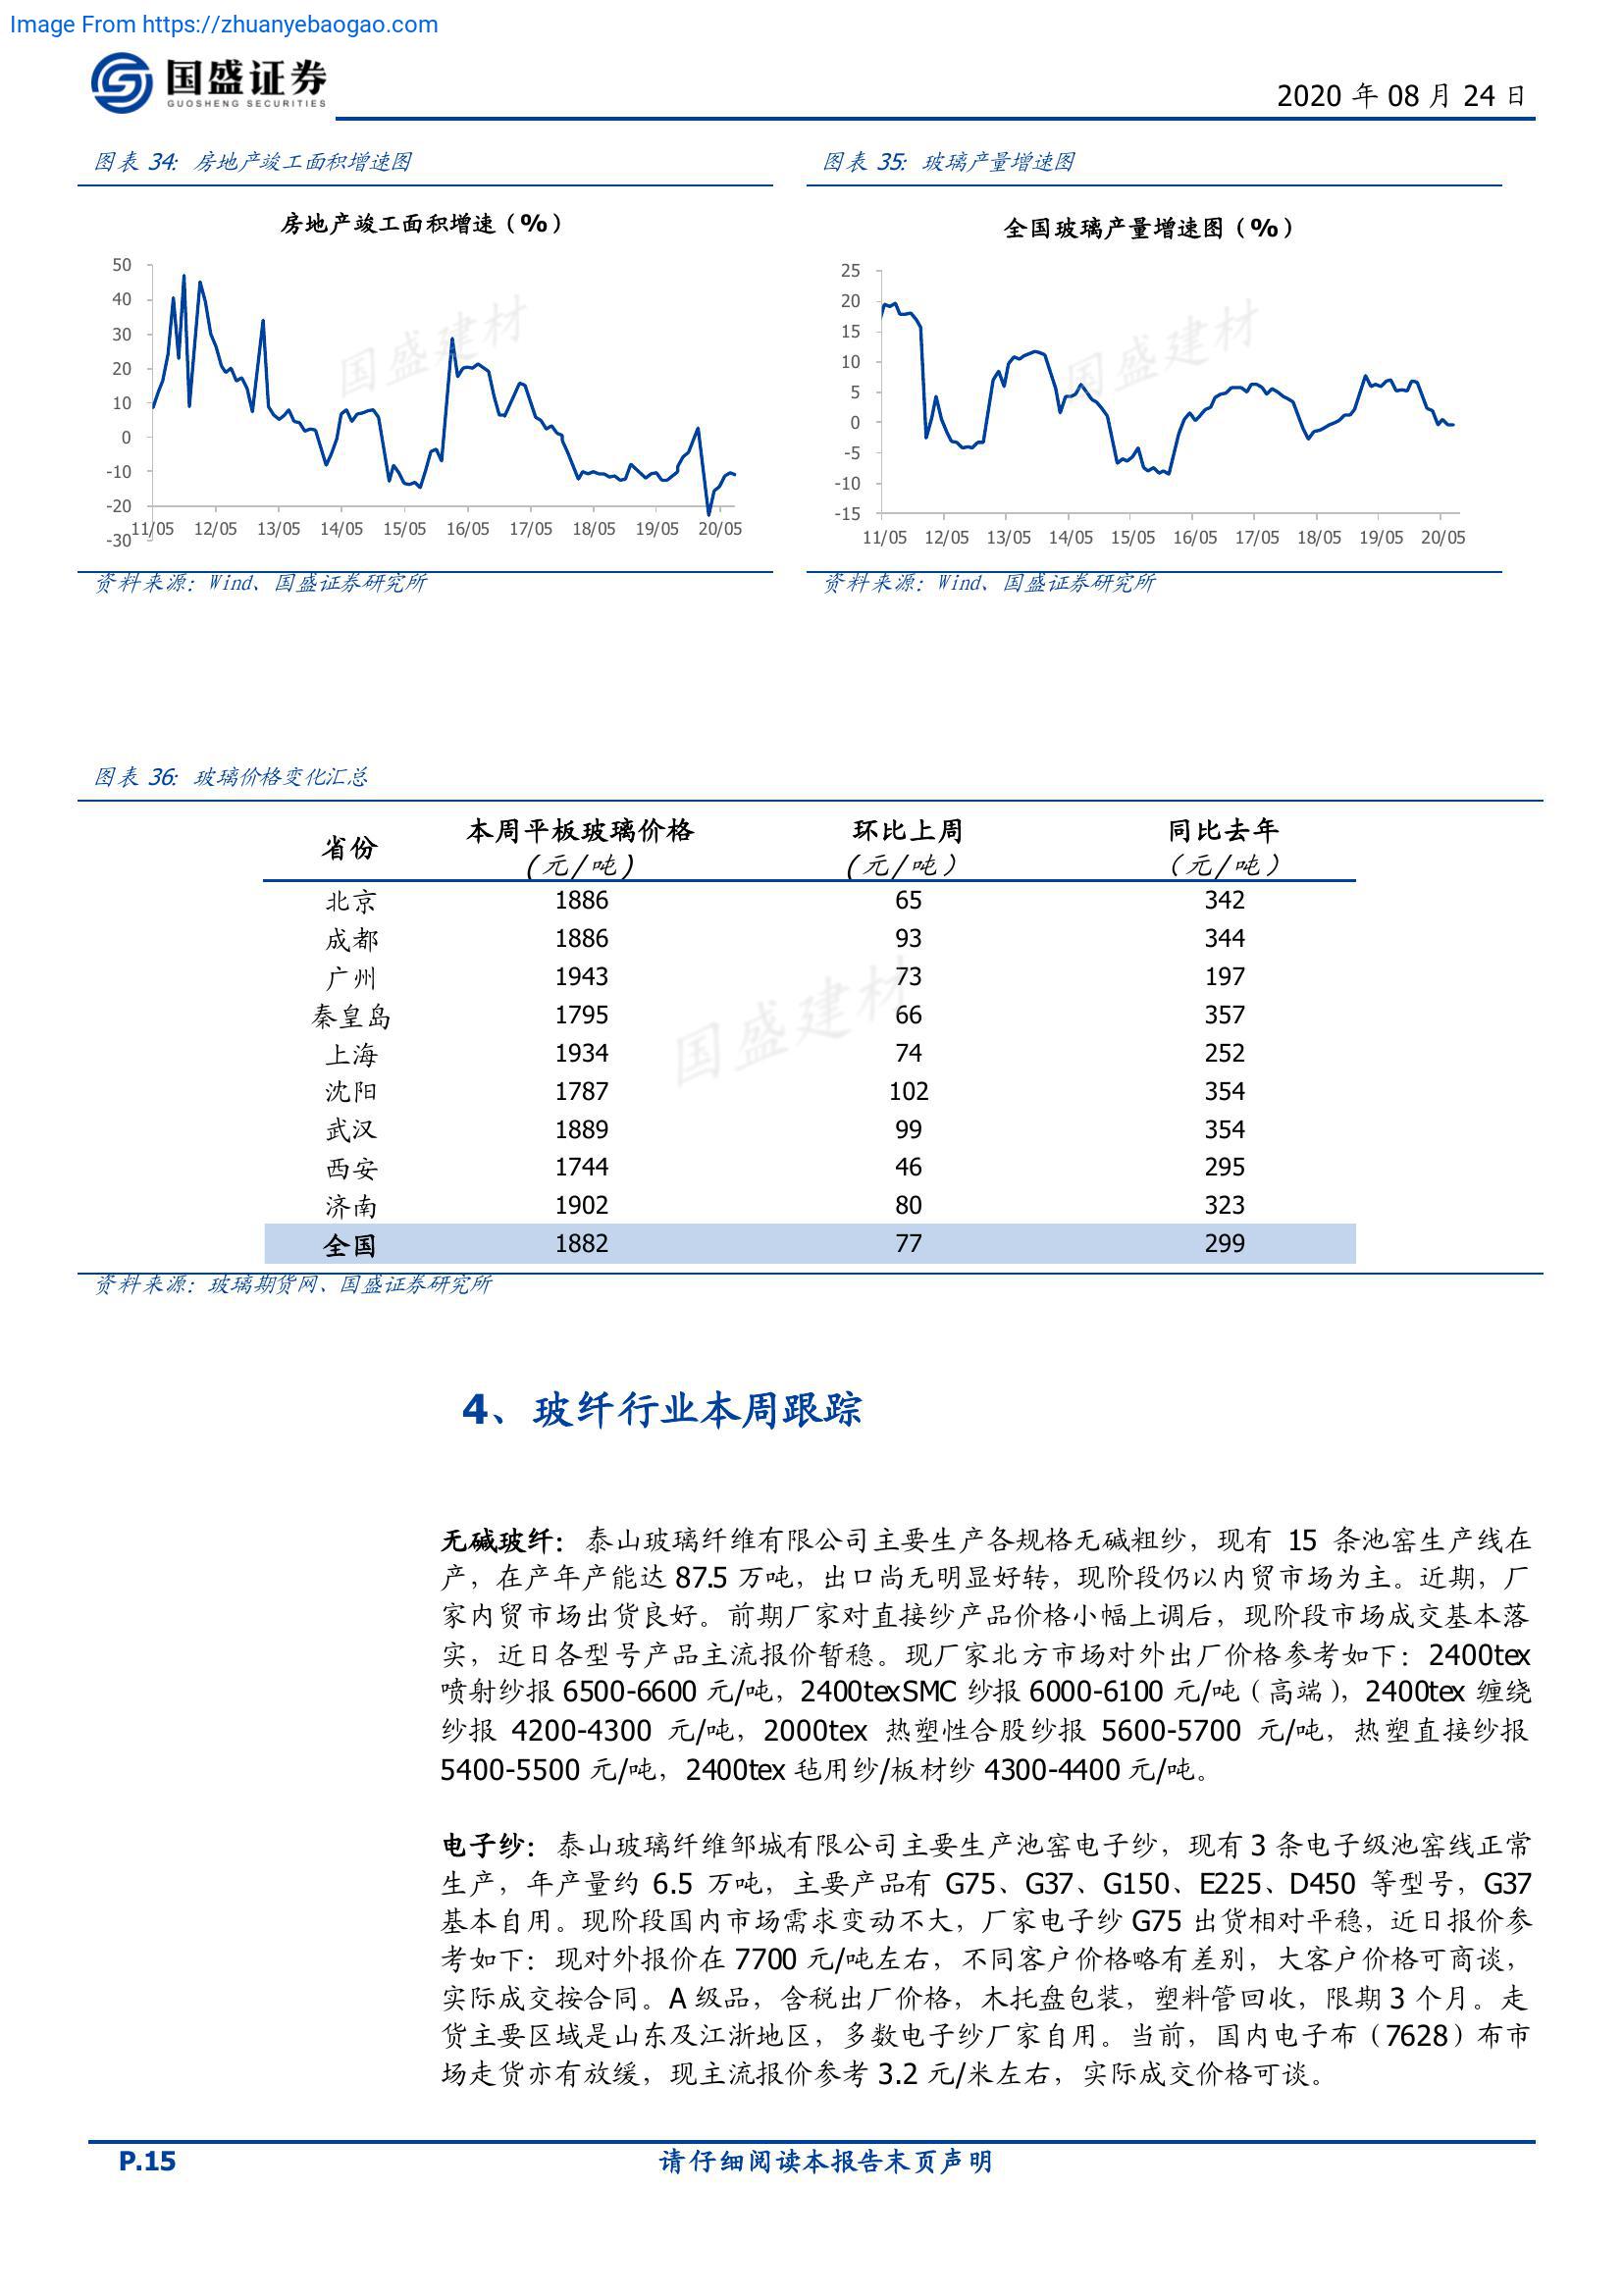 Image From https://zhuanyebaogao.com
国盛证券
GUOSHENG SECURITIES
2020 年 08 月 24 日
图表 34: 房地产竣工面积增速图
房地产竣工面积增速（%）
50
40
30
20
10
0
-10
-20
-30
11/05 12/05 13/05 14/05 15/05 16/05 17/05 18/05 19/05 20/05
国盛建材
资料来源：Wind、国盛证券研究所
图表 35: 玻璃产量增速图
全国玻璃产量增速图（%）
25
20
15
10
5
0
-5
-10
-15
11/05 12/05 13/05 14/05 15/05 16/05 17/05 18/05 19/05 20/05
国盛建材
资料来源：Wind、国盛证券研究所
图表 36: 玻璃价格变化汇总
省份 本周平板玻璃价格 环比上周 同比去年
（元/吨） （元/吨） （元/吨）
北京 1886 65 342
成都 1886 93 344
广州 1943 73 197
秦皇岛 1795 66 357
上海 1934 74 252
沈阳 1787 102 354
武汉 1889 99 354
西安 1744 46 295
济南 1902 80 323
全国 1882 77 299
国盛建材
资料来源：玻璃期货网、国盛证券研究所
4、玻纤行业本周跟踪
无碱玻纤：泰山玻璃纤维有限公司主要生产各规格无碱粗纱，现有 15 条池窑生产线在
产，在产年产能达 87.5 万吨，出口尚无明显好转，现阶段仍以内贸市场为主。近期，厂
家内贸市场出货良好。前期厂家对直接纱产品价格小幅上调后，现阶段市场成交基本落
实，近日各型号产品主流报价暂稳。现厂家北方市场对外出厂价格参考如下：2400tex
喷射纱报 6500-6600 元/吨，2400texSMC 纱报 6000-6100 元/吨（高端），2400tex 缠绕
纱报 4200-4300 元/吨，2000tex 热塑性合股纱报 5600-5700 元/吨，热塑直接纱报
5400-5500 元/吨，2400tex 毡用纱/板材纱 4300-4400 元/吨。
电子纱：泰山玻璃纤维邹城有限公司主要生产池窑电子纱，现有 3 条电子级池窑线正常
生产，年产量约 6.5 万吨，主要产品有 G75、G37、G150、E225、D450 等型号，G37
基本自用。现阶段国内市场需求变动不大，厂家电子纱 G75 出货相对平稳，近日报价参
考如下：现对外报价在 7700 元/吨左右，不同客户价格略有差别，大客户价格可商谈，
实际成交按合同。A 级品，含税出厂价格，木托盘包装，塑料管回收，限期 3 个月。走
货主要区域是山东及江浙地区，多数电子纱厂家自用。当前，国内电子布（7628）布市
场走货亦有放缓，现主流报价参考 3.2 元/米左右，实际成交价格可谈。
P.15
请仔细阅读本报告末页声明